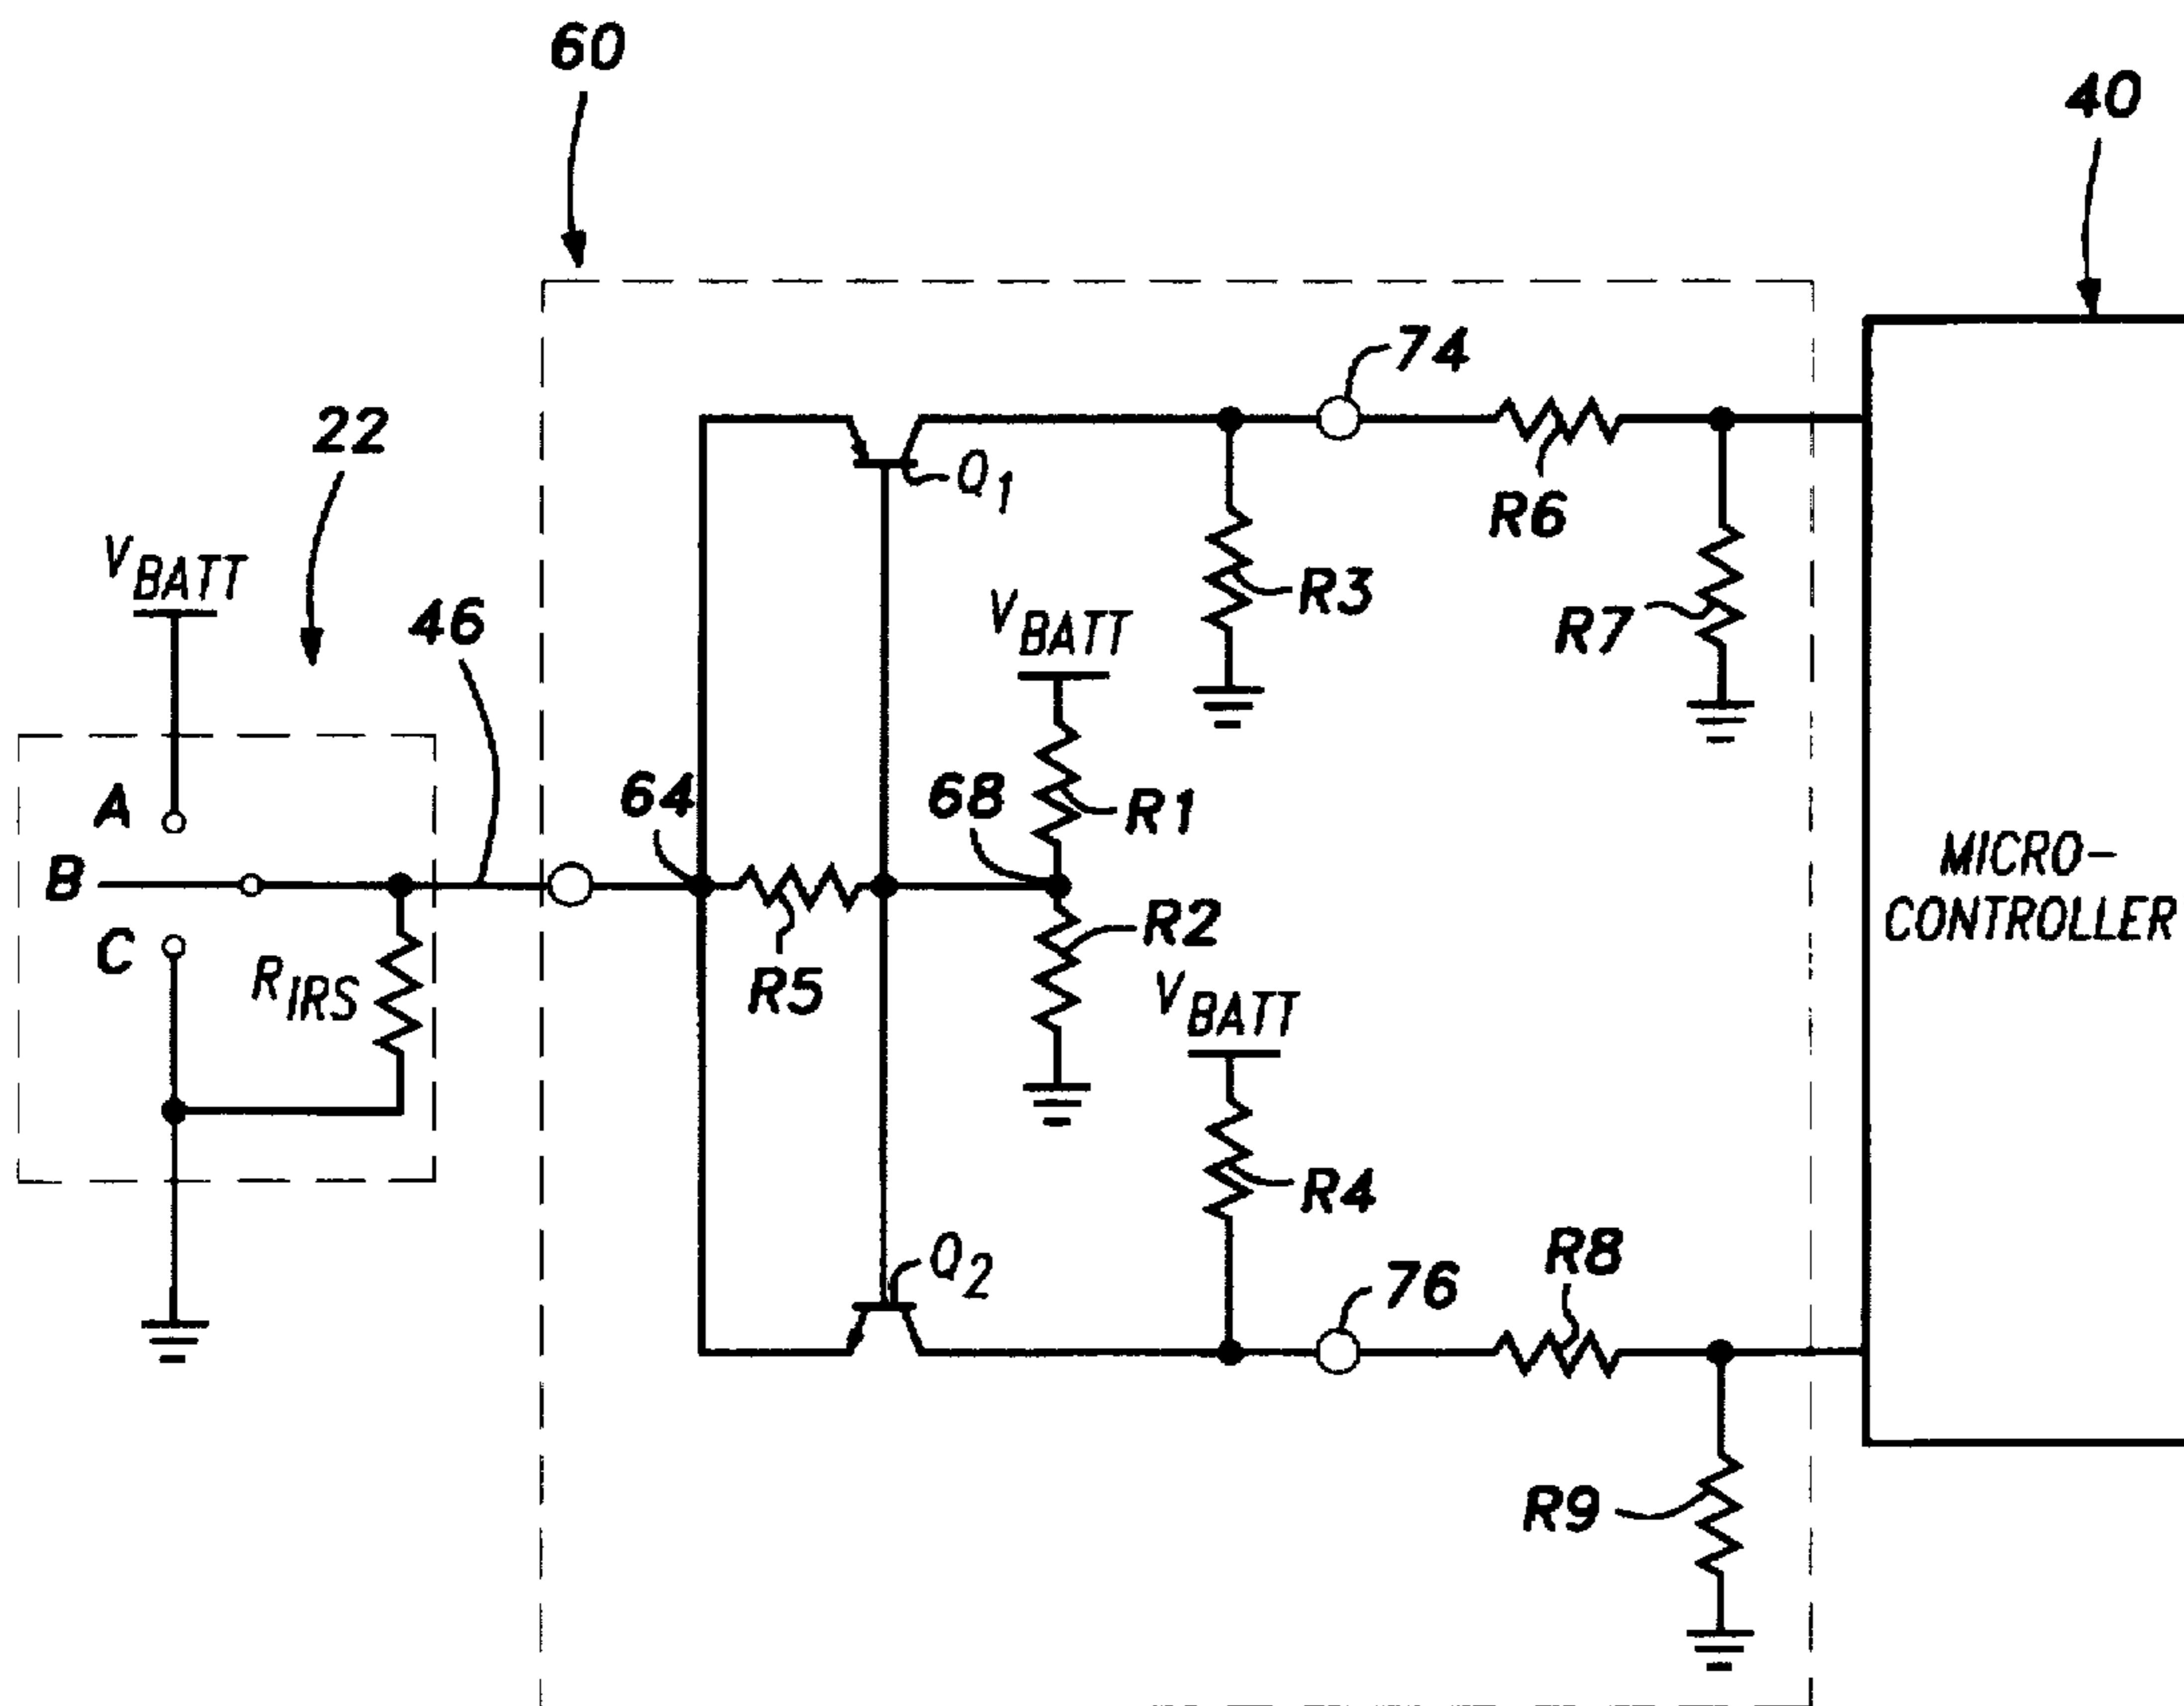 60
40
74
22
Q1
R6
VBATT
R3
46
VBATT
R7
64
68
A
R1
B
MICRO-
CONTROLLER
R2
C
RIRS
R5
VBATT
R4
Q2
R8
76
R9